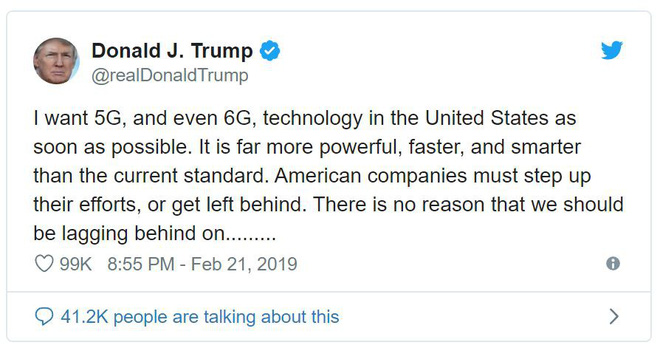 Donald J. Trump
@realDonaldTrump
I want 5G, and even 6G, technology in the United States as
soon as possible. It is far more powerful, faster, and smarter
than the current standard. American companies must step up
their efforts, or get left behind. There is no reason that we should
be lagging behind on.........
99K 8:55 PM - Feb 21, 2019
41.2K people are talking about this